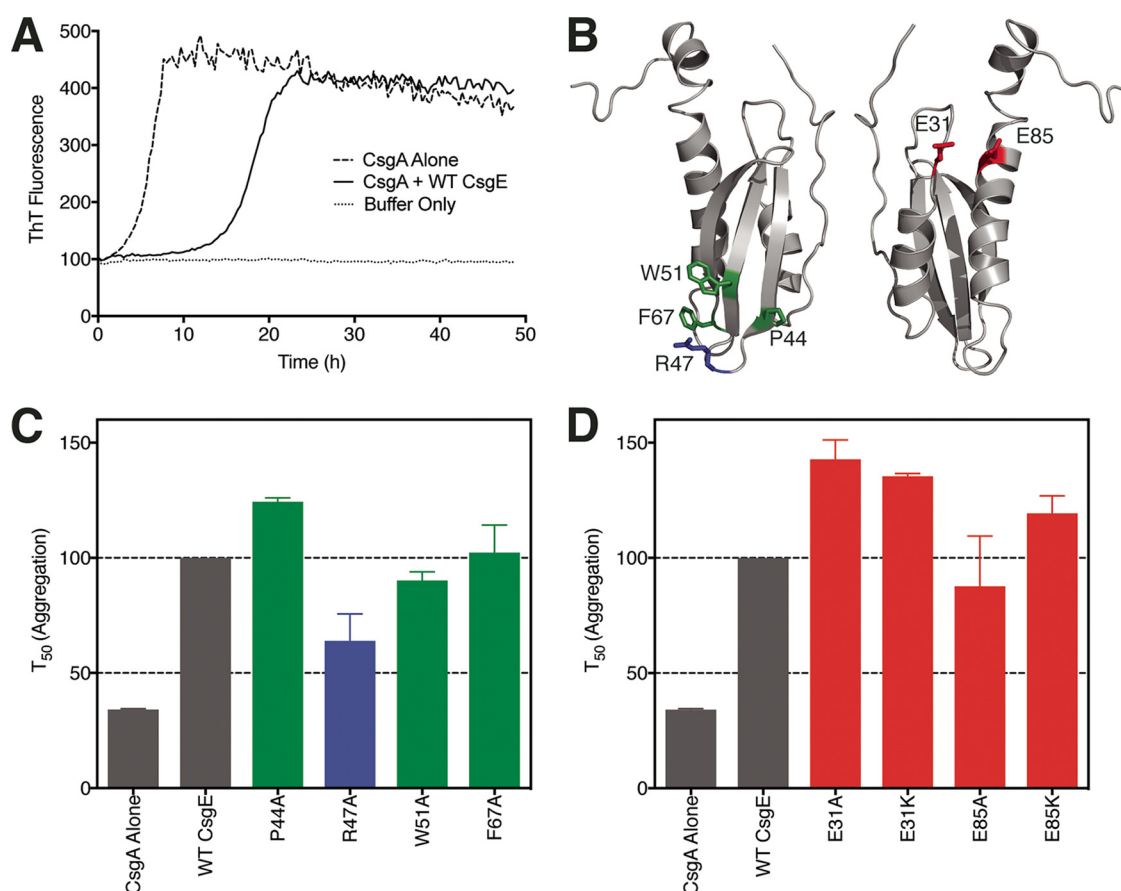 A
500
400
300
200
100
0
ThT Fluorescence
CsgA Alone
CsgA + WT CsgE
Buffer Only
0
10
20
30
40
50
Time (h)
B
E31
E85
W51
F67
R47
P44
C
150
100
50
0
T50 (Aggregation)
CsgA Alone
WT CsgE
P44A
R47A
W51A
F67A
D
150
100
50
0
T50 (Aggregation)
CsgA Alone
WT CsgE
E31A
E31K
E85A
E85K